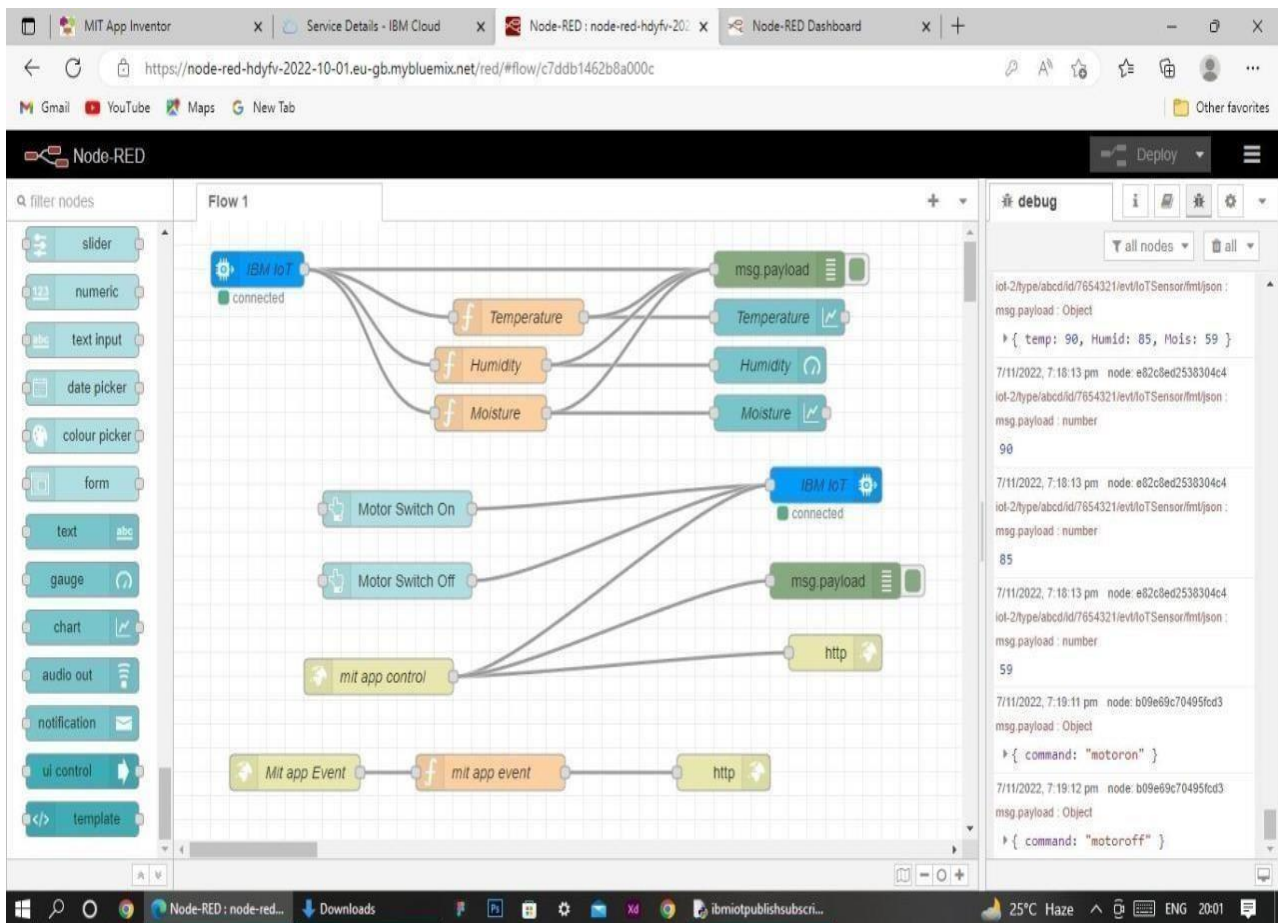 MIT App Inventor
Service Details - IBM Cloud
Node-RED : node-red-hdyfv-202
Node-RED Dashboard
https://node-red-hdyfv-2022-10-01.eu-gb.mybluemix.net/red/#flow/c7ddb1462b8a000c
Gmail YouTube Maps New Tab Other favorites
Node-RED
Deploy
filter nodes
slider
numeric
text input
date picker
colour picker
form
text
gauge
chart
audio out
notification
ui control
template
Flow 1
IBM IoT
connected
Temperature
Humidity
Moisture
msg.payload
Temperature
Humidity
Moisture
Motor Switch On
Motor Switch Off
mit app control
IBM IoT
connected
msg.payload
http
Mit app Event
mit app event
http
debug
all nodes
all
iot-2/type/abcd/id/7654321/evt/IoTSensor/fmt/json :
msg.payload : Object
{ temp: 90, Humid: 85, Mois: 59 }
7/11/2022, 7:18:13 pm node: e82c8ed2538304c4
iot-2/type/abcd/id/7654321/evt/IoTSensor/fmt/json :
msg.payload : number
90
7/11/2022, 7:18:13 pm node: e82c8ed2538304c4
iot-2/type/abcd/id/7654321/evt/IoTSensor/fmt/json :
msg.payload : number
85
7/11/2022, 7:18:13 pm node: e82c8ed2538304c4
iot-2/type/abcd/id/7654321/evt/IoTSensor/fmt/json :
msg.payload : number
59
7/11/2022, 7:19:11 pm node: b09e69c70495fcd3
msg.payload : Object
{ command: "motoron" }
7/11/2022, 7:19:12 pm node: b09e69c70495fcd3
msg.payload : Object
{ command: "motoroff" }
Node-RED : node-red... Downloads ibmiotpublishsubscri... 25°C Haze ENG 20:01